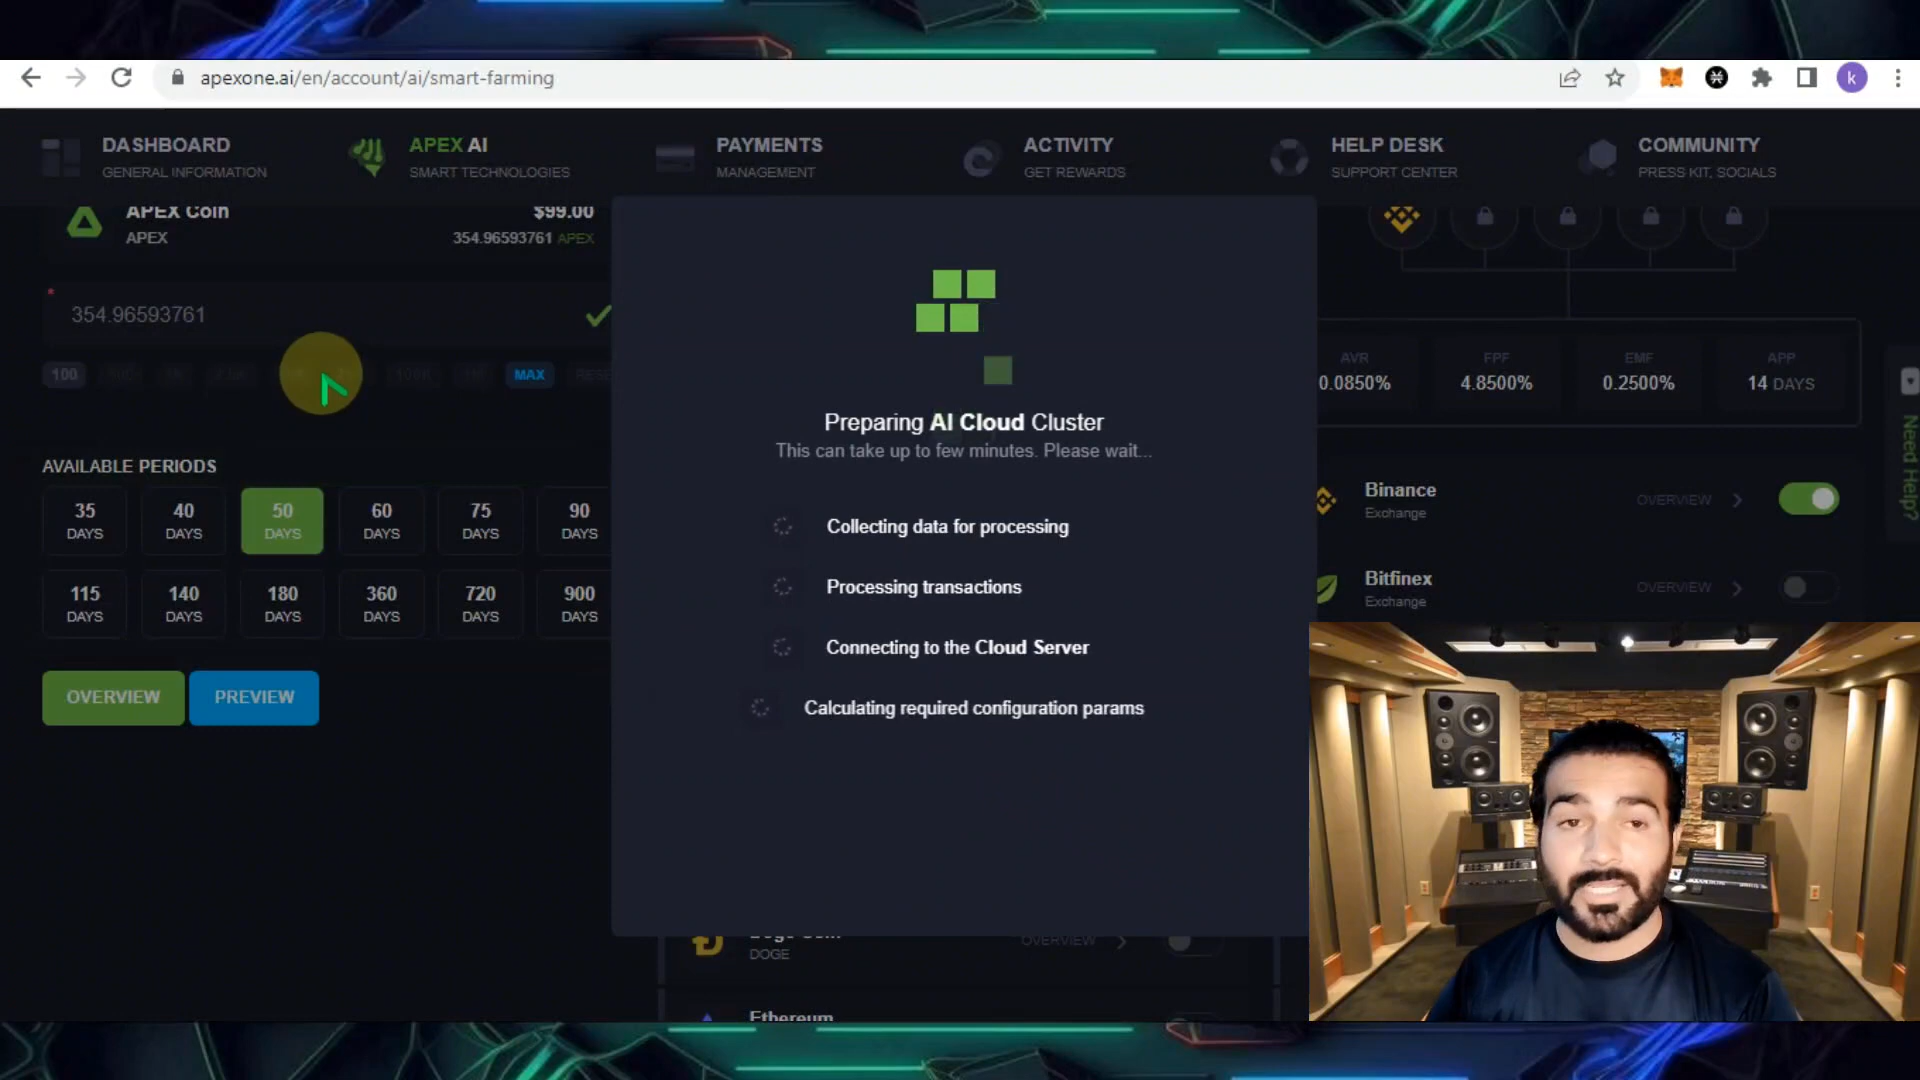 apexone.ai/en/account/ai/smart-farming
k
DASHBOARD
GENERAL INFORMATION
APEX AI
SMART TECHNOLOGIES
PAYMENTS
MANAGEMENT
ACTIVITY
GET REWARDS
HELP DESK
SUPPORT CENTER
COMMUNITY
PRESS KIT, SOCIALS
APEX Coin
$99.00
APEX
354.96593761 APEX
*
354.96593761
100
100K
MAX
AVAILABLE PERIODS
35
DAYS
40
DAYS
50
DAYS
60
DAYS
75
DAYS
90
DAYS
115
DAYS
140
DAYS
180
DAYS
360
DAYS
720
DAYS
900
DAYS
OVERVIEW
PREVIEW
Preparing AI Cloud Cluster
This can take up to few minutes. Please wait...
Collecting data for processing
Processing transactions
Connecting to the Cloud Server
Calculating required configuration params
DOGE
OVERVIEW
Ethereum
AVR
0.0850%
FPF
4.8500%
EMF
0.2500%
APP
14 DAYS
Binance
Exchange
OVERVIEW
Bitfinex
Exchange
OVERVIEW
Need Help?